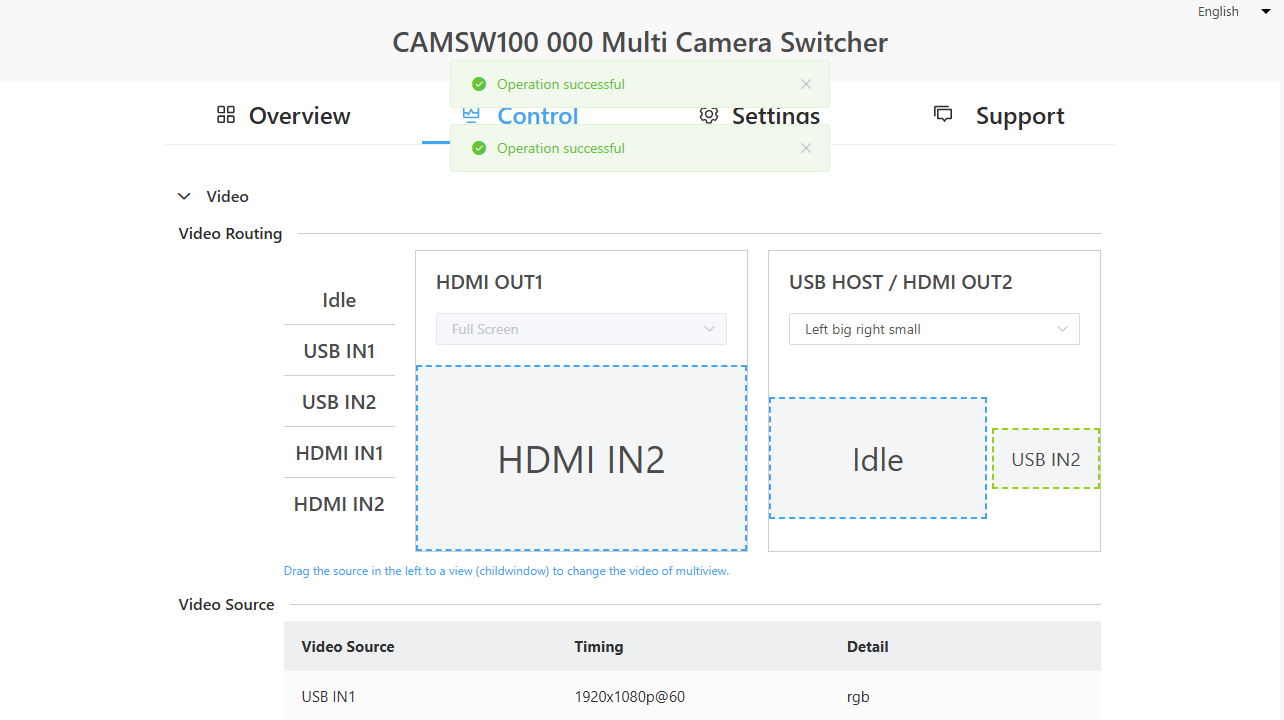 English
CAMSW100 000 Multi Camera Switcher
Operation successful
Overview
Control
Settings
Support
Operation successful
Video
Video Routing
Idle
USB IN1
USB IN2
HDMI IN1
HDMI IN2
HDMI OUT1
Full Screen
HDMI IN2
USB HOST / HDMI OUT2
Left big right small
Idle
USB IN2
Drag the source in the left to a view (childwindow) to change the video of multiview.
Video Source
Video Source Timing Detail
USB IN1 1920x1080p@60 rgb